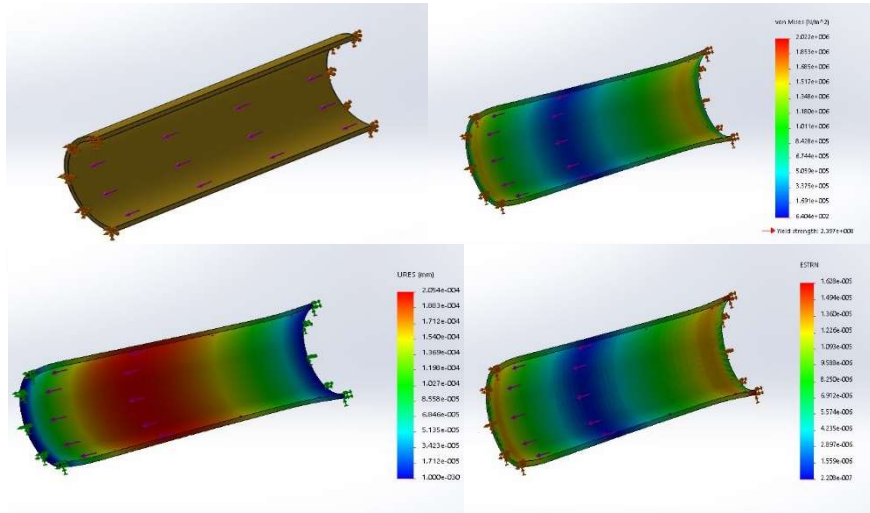 von Mises (N/m^2)
2.022e+006
1.853e+006
1.685e+006
1.516e+006
1.348e+006
1.180e+006
1.011e+006
8.428e+005
6.744e+005
5.059e+005
3.375e+005
1.691e+005
6.404e+002
Yield strength: 2.397e+008
URES (mm)
2.054e-004
1.883e-004
1.712e-004
1.540e-004
1.369e-004
1.198e-004
1.027e-004
8.558e-005
6.846e-005
5.135e-005
3.423e-005
1.712e-005
1.000e-030
ESTRN
1.628e-005
1.494e-005
1.360e-005
1.226e-005
1.093e-005
9.588e-006
8.250e-006
6.912e-006
5.574e-006
4.235e-006
2.897e-006
1.559e-006
2.208e-007